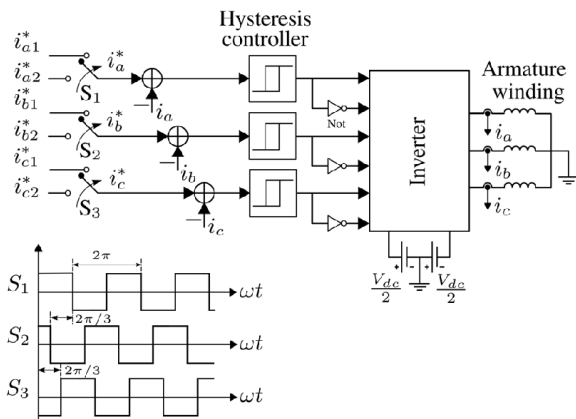 Hysteresis
controller
i*a1
i*a2
i*a
S1
−
ia
i*b1
i*b2
i*b
S2
−
ib
i*c1
i*c2
i*c
S3
−
ic
Not
Inverter
Armature
winding
ia
ib
ic
+ - + -
Vdc/2
Vdc/2
2π
S1
ωt
2π/3
S2
ωt
2π/3
S3
ωt